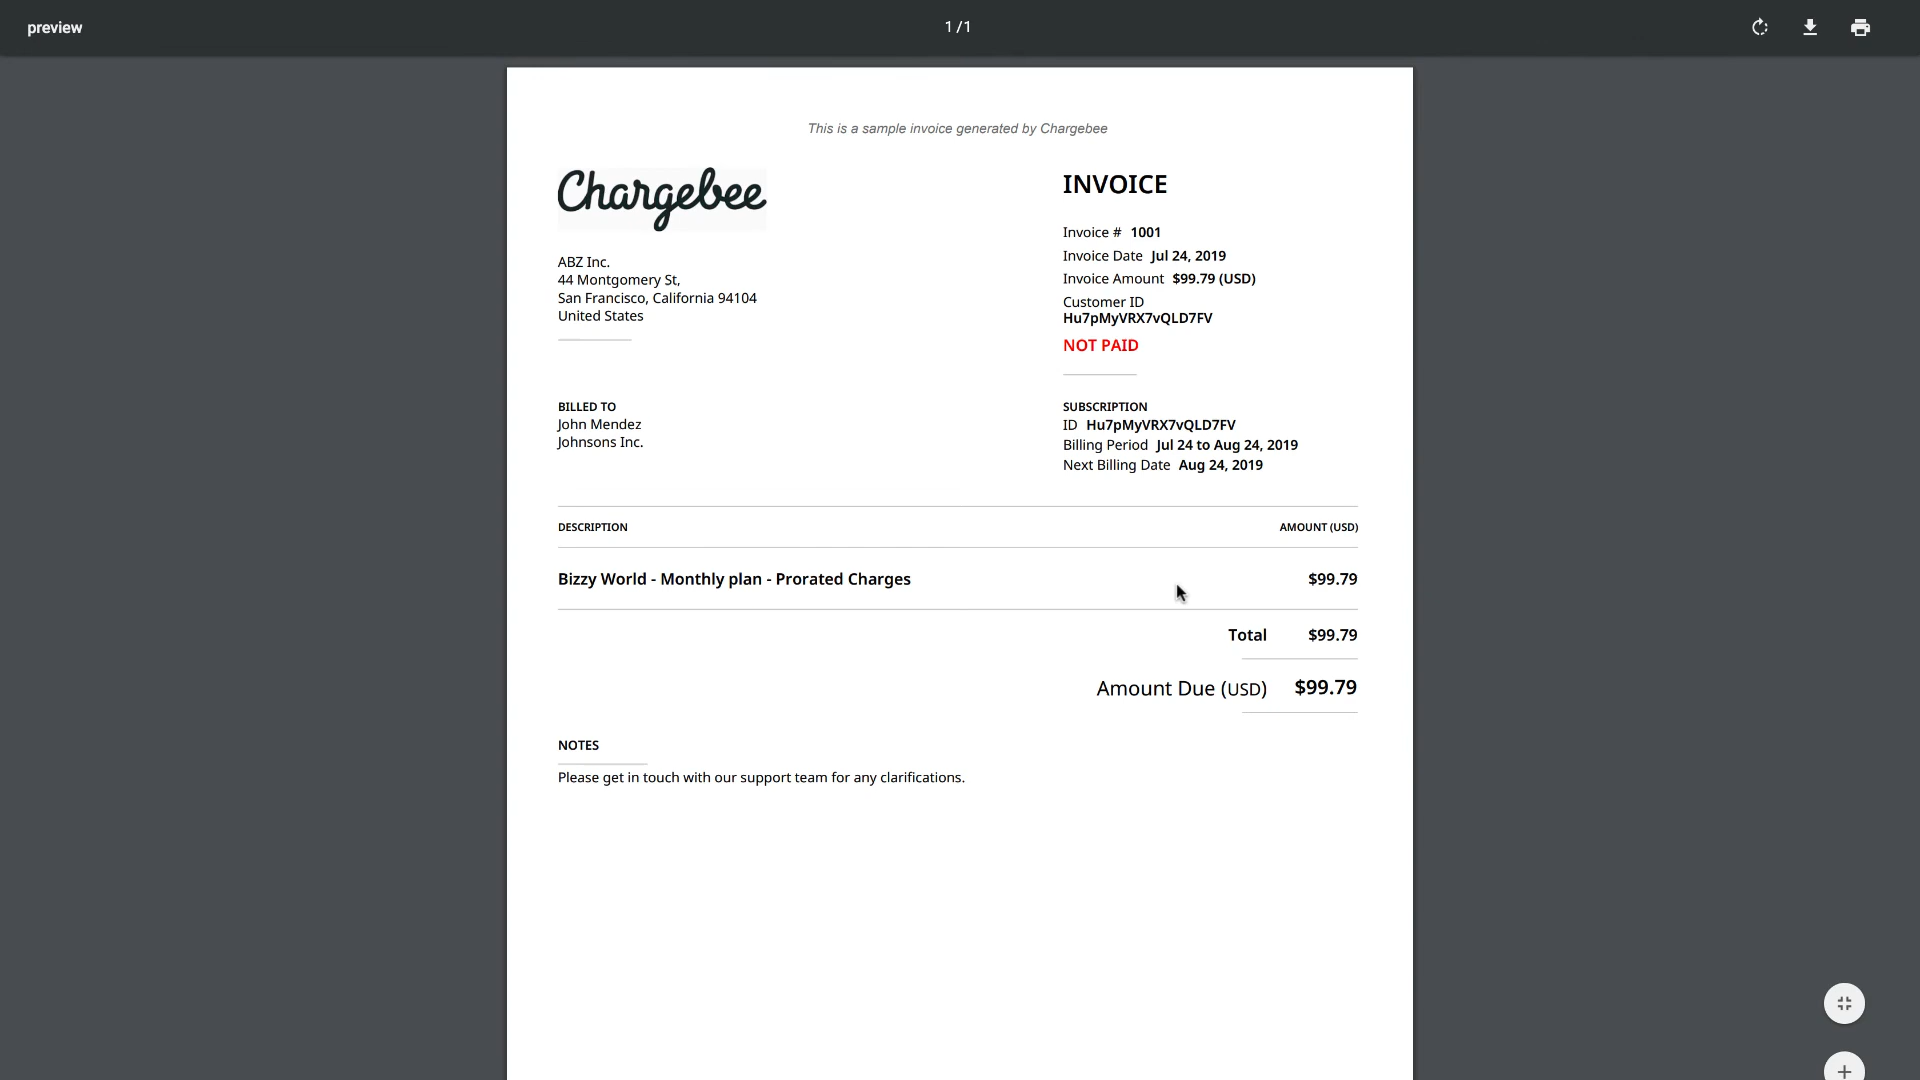 preview
1 / 1
This is a sample invoice generated by Chargebee
Chargebee
ABZ Inc.
44 Montgomery St,
San Francisco, California 94104
United States
INVOICE
Invoice # 1001
Invoice Date Jul 24, 2019
Invoice Amount $99.79 (USD)
Customer ID
Hu7pMyVRX7vQLD7FV
NOT PAID
BILLED TO
John Mendez
Johnsons Inc.
SUBSCRIPTION
ID Hu7pMyVRX7vQLD7FV
Billing Period Jul 24 to Aug 24, 2019
Next Billing Date Aug 24, 2019
DESCRIPTION AMOUNT (USD)
Bizzy World - Monthly plan - Prorated Charges $99.79
Total $99.79
Amount Due (USD) $99.79
NOTES
Please get in touch with our support team for any clarifications.